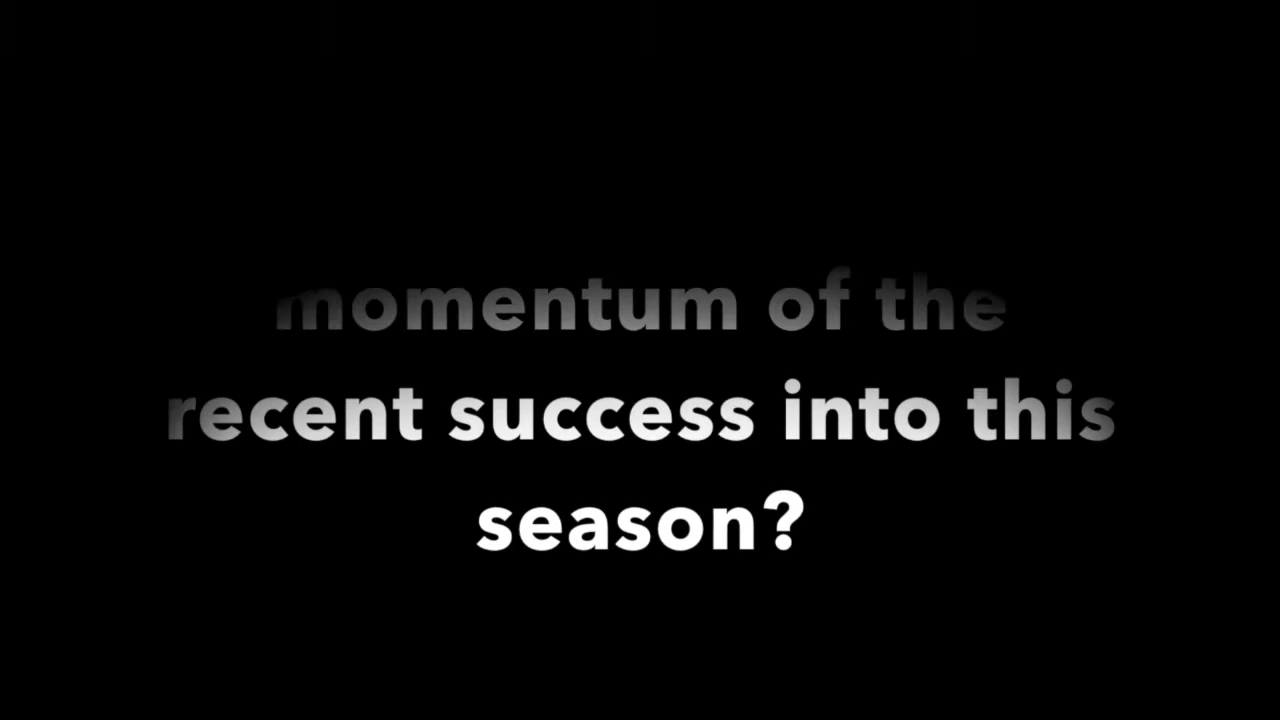 momentum of the
recent success into this
season?